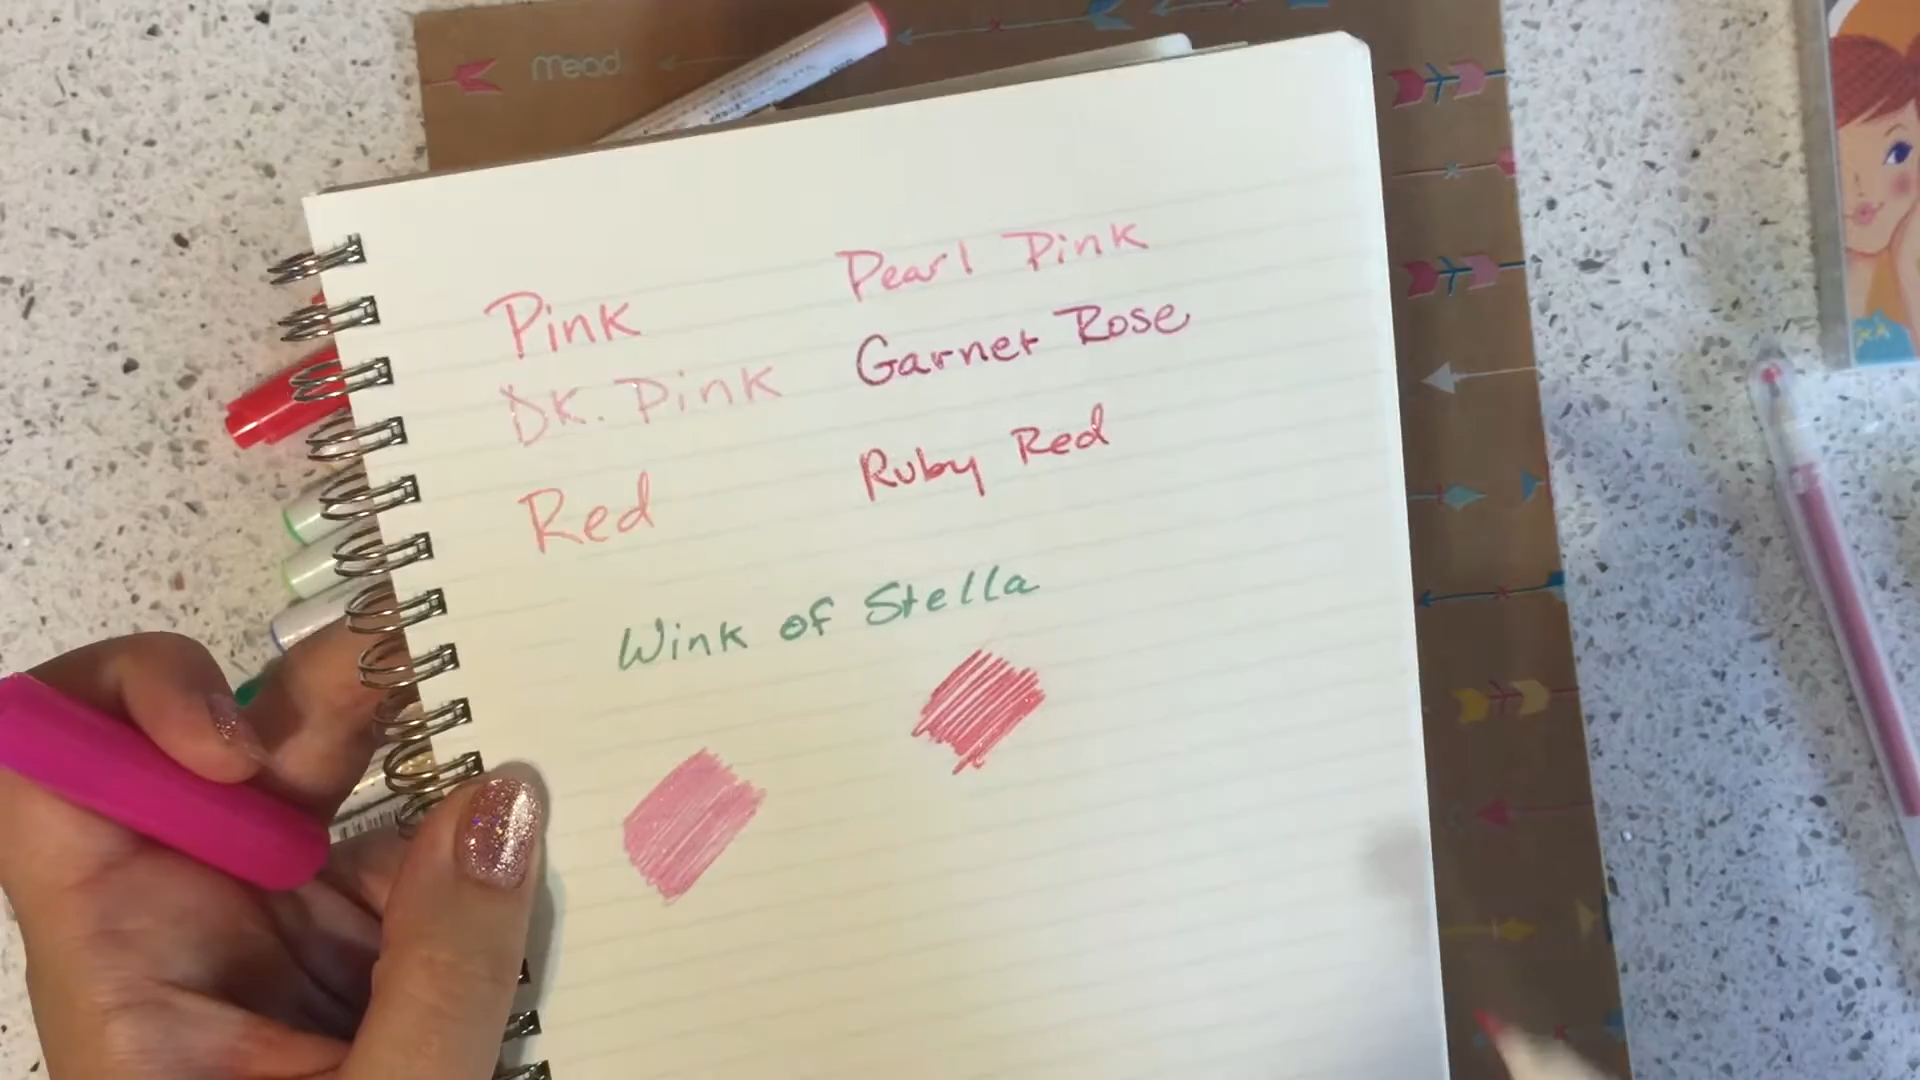 mead
Pink
DK. Pink
Red
Pearl Pink
Garnet Rose
Ruby Red
Wink of Stella